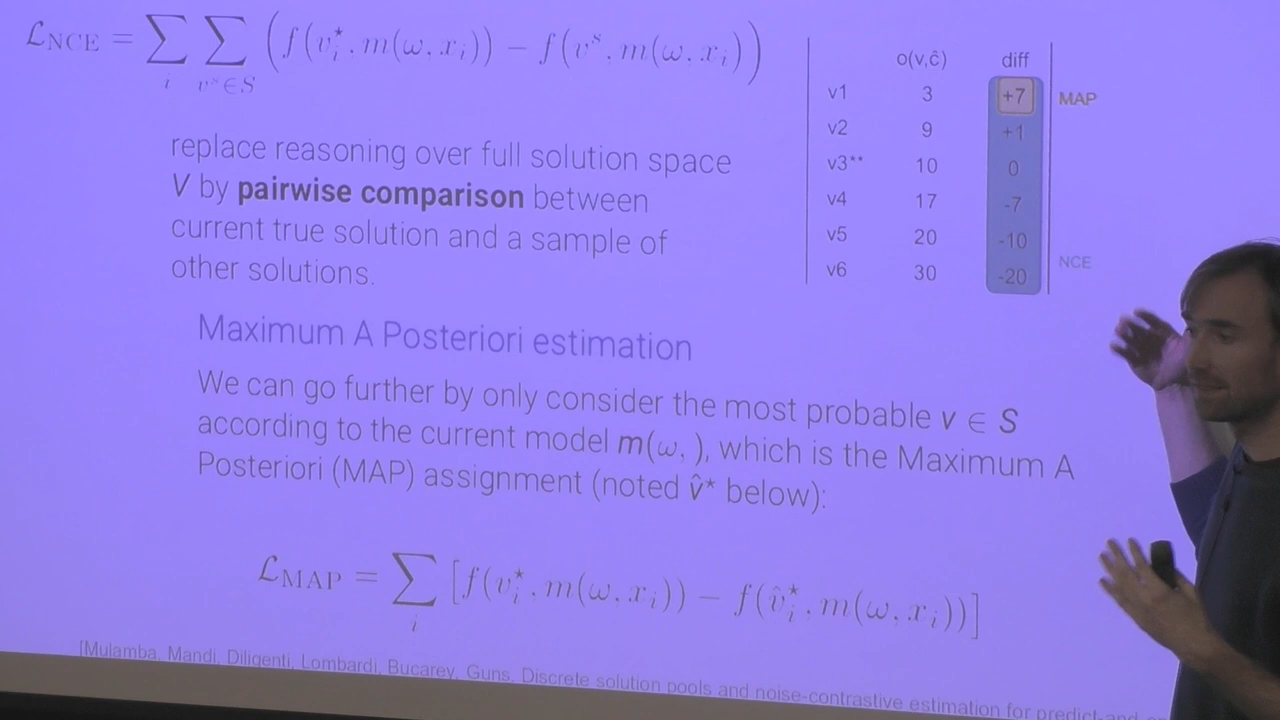 ℒNCE = ∑i ∑v^s∈S (f(v⋆i, m(ω, xi)) − f(v^s, m(ω, xi)))
replace reasoning over full solution space
V by pairwise comparison between
current true solution and a sample of
other solutions.
o(v,ĉ) diff
v1 3 +7 MAP
v2 9 +1
v3** 10 0
v4 17 -7
v5 20 -10 NCE
v6 30 -20
Maximum A Posteriori estimation
We can go further by only consider the most probable v ∈ S
according to the current model m(ω, ), which is the Maximum A
Posteriori (MAP) assignment (noted v̂⋆ below):
ℒMAP = ∑i [f(v⋆i, m(ω, xi)) − f(v̂⋆i, m(ω, xi))]
[Mulamba, Mandi, Diligenti, Lombardi, Bucarey, Guns. Discrete solution pools and noise-contrastive estimation for predict-and